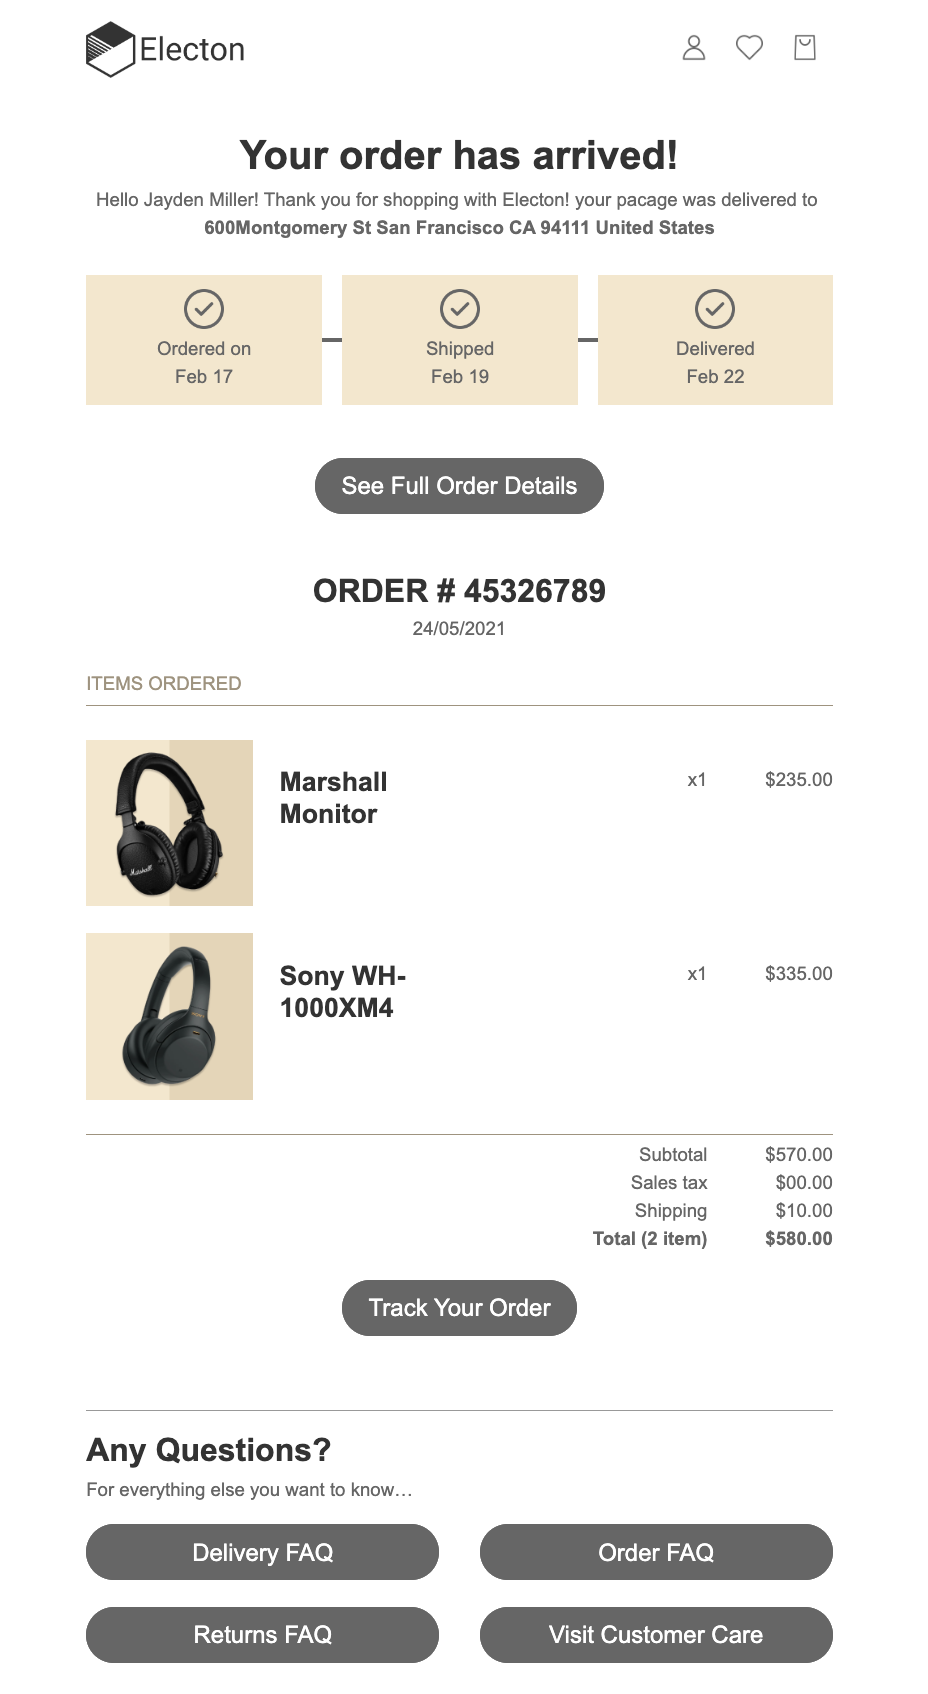 Electon
Your order has arrived!
Hello Jayden Miller! Thank you for shopping with Electon! your pacage was delivered to
600Montgomery St San Francisco CA 94111 United States
Ordered on
Feb 17
Shipped
Feb 19
Delivered
Feb 22
See Full Order Details
ORDER # 45326789
24/05/2021
ITEMS ORDERED
Marshall
Marshall x1 $235.00
Monitor
SONY
Sony WH- x1 $335.00
1000XM4
Subtotal $570.00
Sales tax $00.00
Shipping $10.00
Total (2 item) $580.00
Track Your Order
Any Questions?
For everything else you want to know…
Delivery FAQ
Order FAQ
Returns FAQ
Visit Customer Care